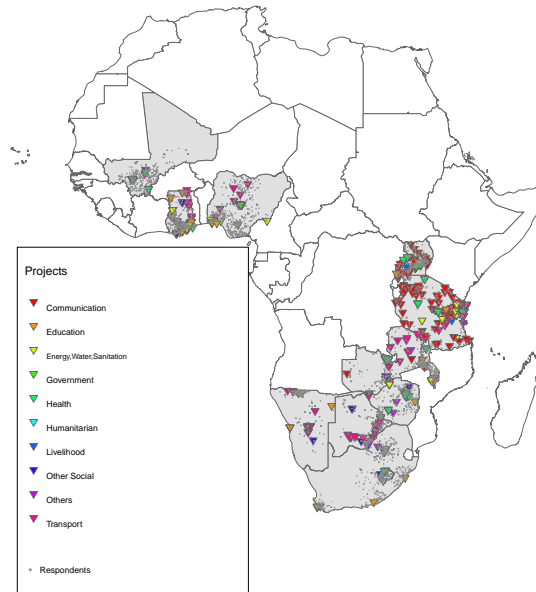 Projects
Communication
Education
Energy,Water,Sanitation
Government
Health
Humanitarian
Livelihood
Other Social
Others
Transport
Respondents